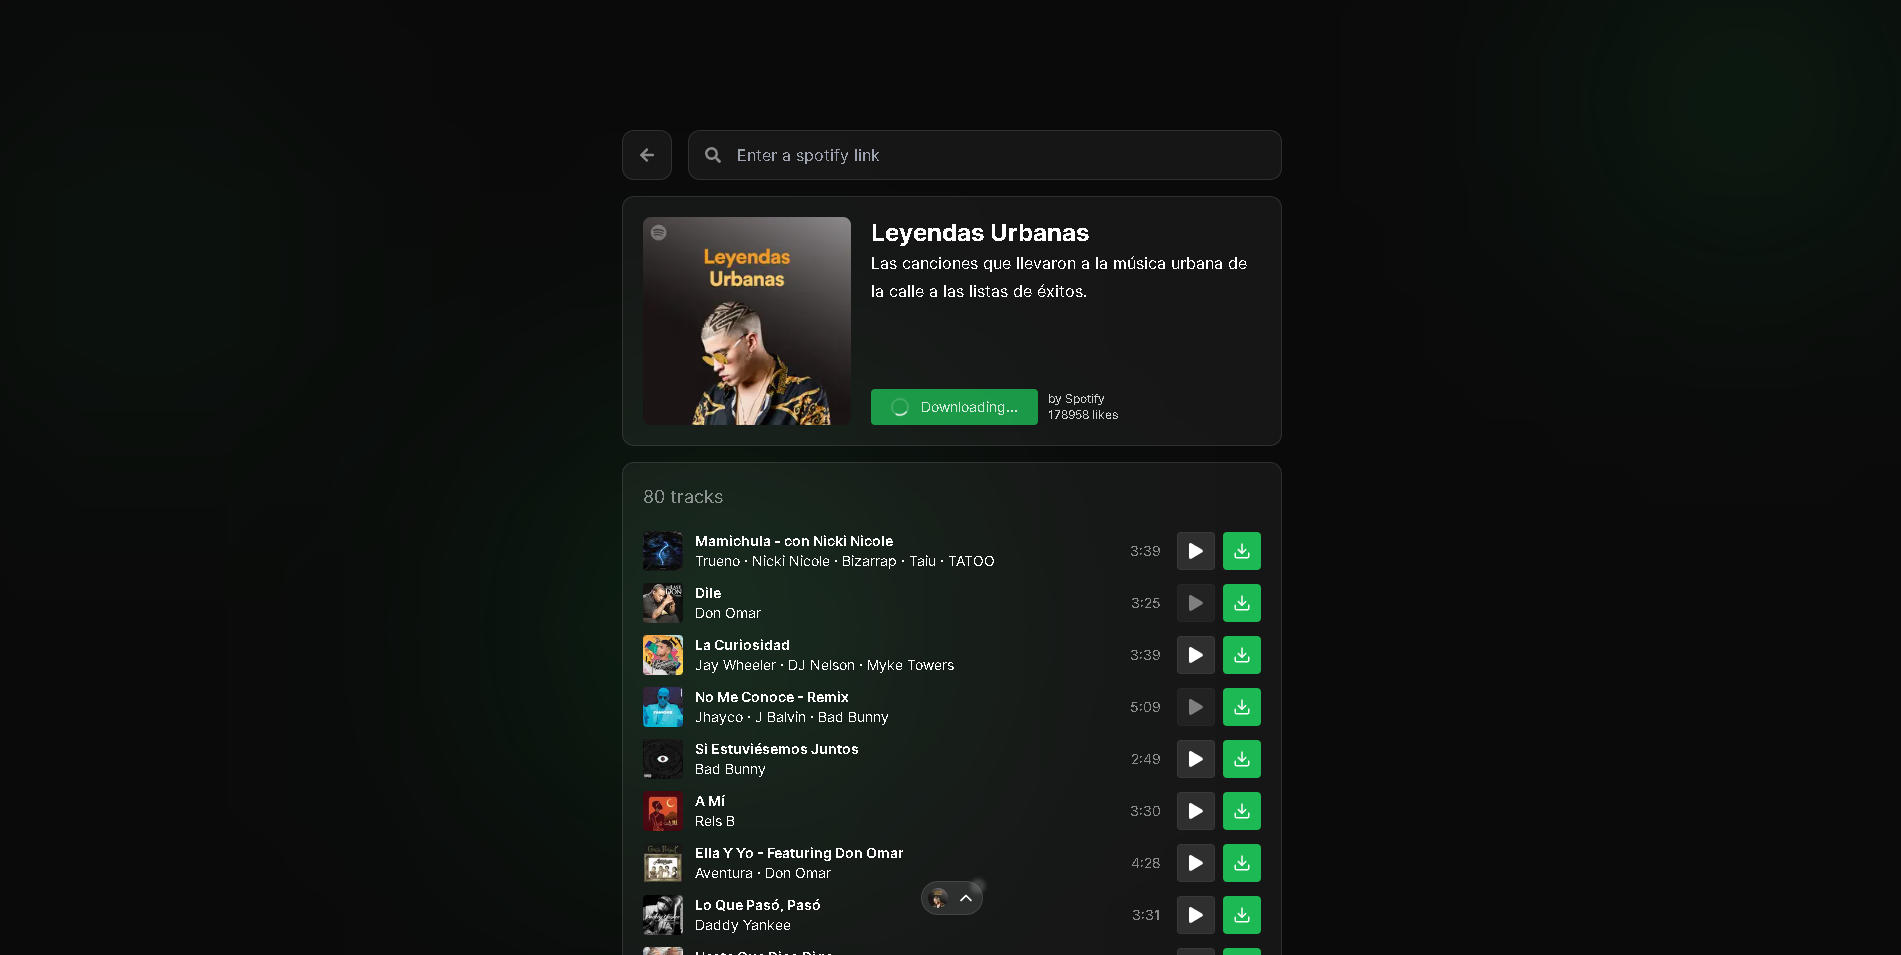 Enter a spotify link
Leyendas
Urbanas
Leyendas Urbanas
Las canciones que llevaron a la música urbana de
la calle a las listas de éxitos.
Downloading...
by Spotify
178958 likes
80 tracks
Mamichula - con Nicki Nicole
Trueno · Nicki Nicole · Bizarrap · Taiu · TATOO
3:39
Dile
Don Omar
3:25
La Curiosidad
Jay Wheeler · DJ Nelson · Myke Towers
3:39
No Me Conoce - Remix
Jhayco · J Balvin · Bad Bunny
5:09
Si Estuviésemos Juntos
Bad Bunny
2:49
A Mí
Rels B
3:30
Ella Y Yo - Featuring Don Omar
Aventura · Don Omar
4:28
Lo Que Pasó, Pasó
Daddy Yankee
3:31